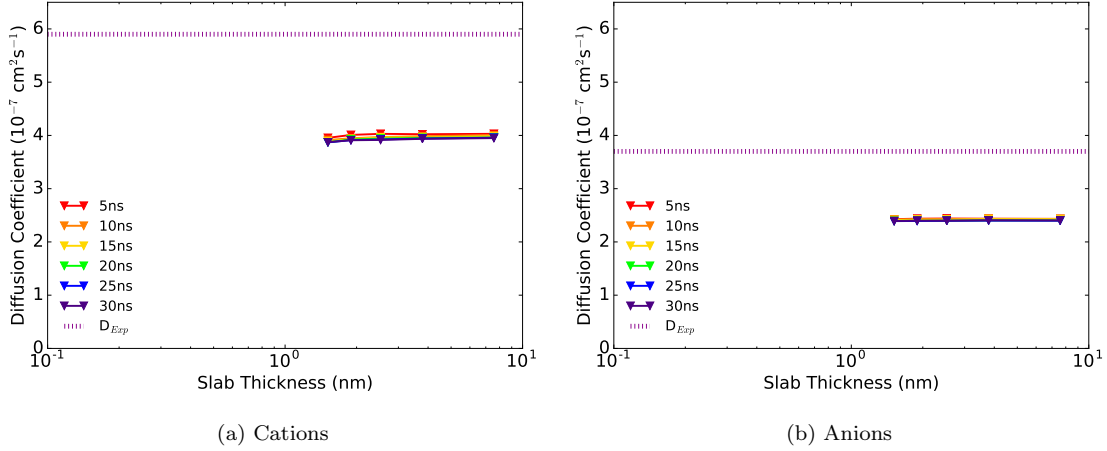 6
5
4
3
2
1
0
Diffusion Coefficient (10⁻⁷ cm²s⁻¹)
5ns
10ns
15ns
20ns
25ns
30ns
D_Exp
10⁻¹
10⁰
10¹
Slab Thickness (nm)
(a) Cations
6
5
4
3
2
1
0
Diffusion Coefficient (10⁻⁷ cm²s⁻¹)
5ns
10ns
15ns
20ns
25ns
30ns
D_Exp
10⁻¹
10⁰
10¹
Slab Thickness (nm)
(b) Anions